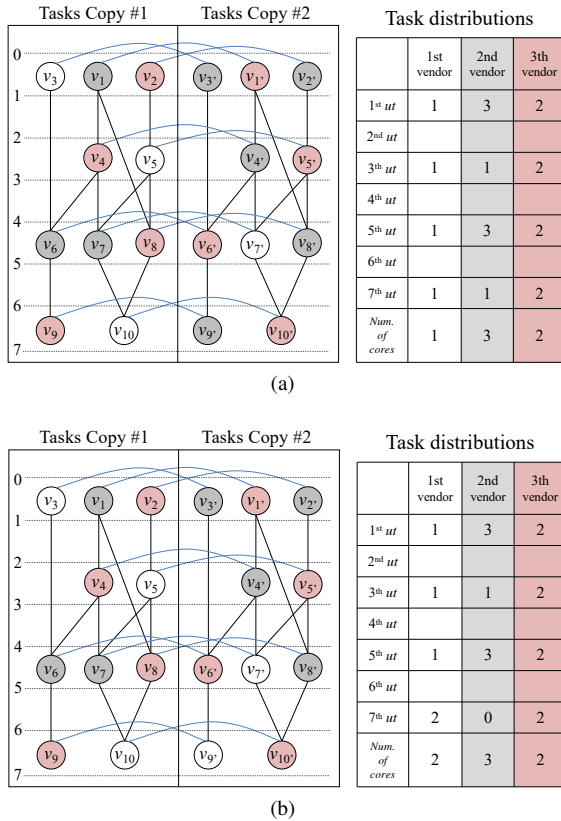 Tasks Copy #1 Tasks Copy #2
0
v3 v1 v2 v3' v1' v2'
1
2
v4 v5 v4' v5'
3
4
v6 v7 v8 v6' v7' v8'
5
6
v9 v10 v9' v10'
7
Task distributions
1st vendor 2nd vendor 3th vendor
1st ut 1 3 2
2nd ut
3th ut 1 1 2
4th ut
5th ut 1 3 2
6th ut
7th ut 1 1 2
Num. of cores 1 3 2
(a)
Tasks Copy #1 Tasks Copy #2
0
v3 v1 v2 v3' v1' v2'
1
2
v4 v5 v4' v5'
3
4
v6 v7 v8 v6' v7' v8'
5
6
v9 v10 v9' v10'
7
Task distributions
1st vendor 2nd vendor 3th vendor
1st ut 1 3 2
2nd ut
3th ut 1 1 2
4th ut
5th ut 1 3 2
6th ut
7th ut 2 0 2
Num. of cores 2 3 2
(b)